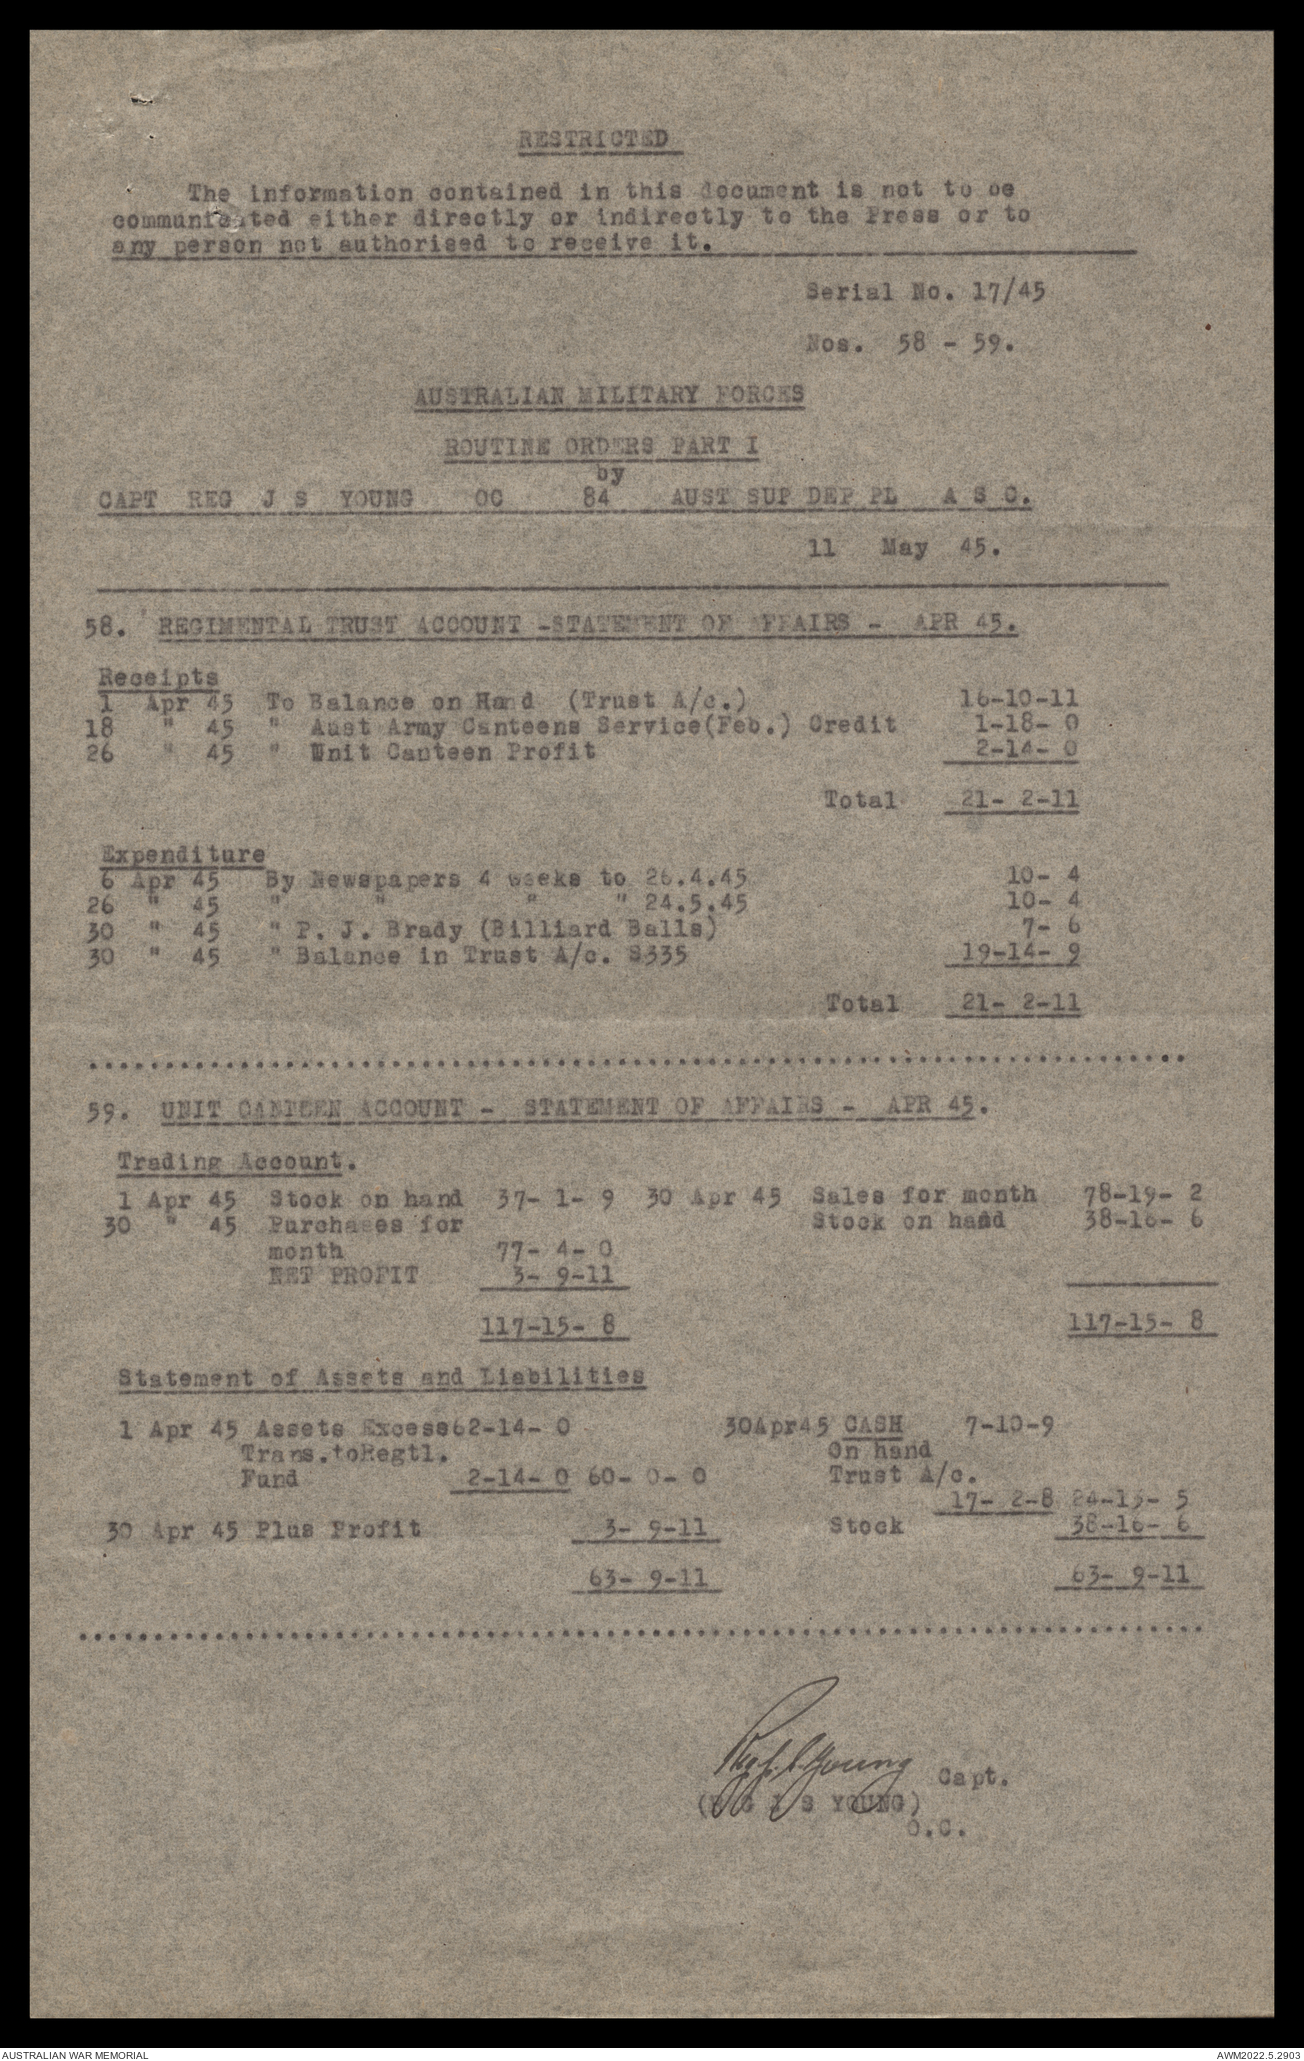 RESTRICTED
The information contained in this document is not to be
communicated either directly or indirectly to the Press or to
any person not authorised to receive it.
Serial No. 17/45
Nos. 58 - 59.
AUSTRALIAN MILITARY FORCES
ROUTINE ORDERS PART I
by
CAPT REG J S YOUNG OC 84 AUST SUP DEP PL A S C.
11 May 45.
58. REGIMENTAL TRUST ACCOUNT -STATEMENT OF AFFAIRS - APR 45.
Receipts
1 Apr 45 To Balance on Hand (Trust A/c.) 16-10-11
18 " 45 " Aust Army Canteens Service(Feb.) Credit 1-18- 0
26 " 45 " Unit Canteen Profit 2-14- 0
Total 21- 2-11
Expenditure
6 Apr 45 By Newspapers 4 weeks to 26.4.45 10- 4
26 " 45 " " " " 24.5.45 10- 4
30 " 45 " P. J. Brady (Billiard Balls) 7- 6
30 " 45 " Balance in Trust A/c. S335 19-14- 9
Total 21- 2-11
59. UNIT CANTEEN ACCOUNT - STATEMENT OF AFFAIRS - APR 45.
Trading Account.
1 Apr 45 Stock on hand 37- 1- 9 30 Apr 45 Sales for month 78-19- 2
30 " 45 Purchases for Stock on hand 38-16- 6
month 77- 4- 0
NET PROFIT 3- 9-11
117-15- 8 117-15- 8
Statement of Assets and Liabilities
1 Apr 45 Assets Excess62-14- 0 30Apr45 CASH 7-10-9
Trans.toRegtl. On hand
Fund 2-14- 0 60- 0- 0 Trust A/c.
17- 2-8 24-13- 5
30 Apr 45 Plus Profit 3- 9-11 Stock 38-16- 6
63- 9-11 63- 9-11
Reg J. S. Young Capt.
(REG J S YOUNG)
O.C.
AUSTRALIAN WAR MEMORIAL AWM2022.5.2903